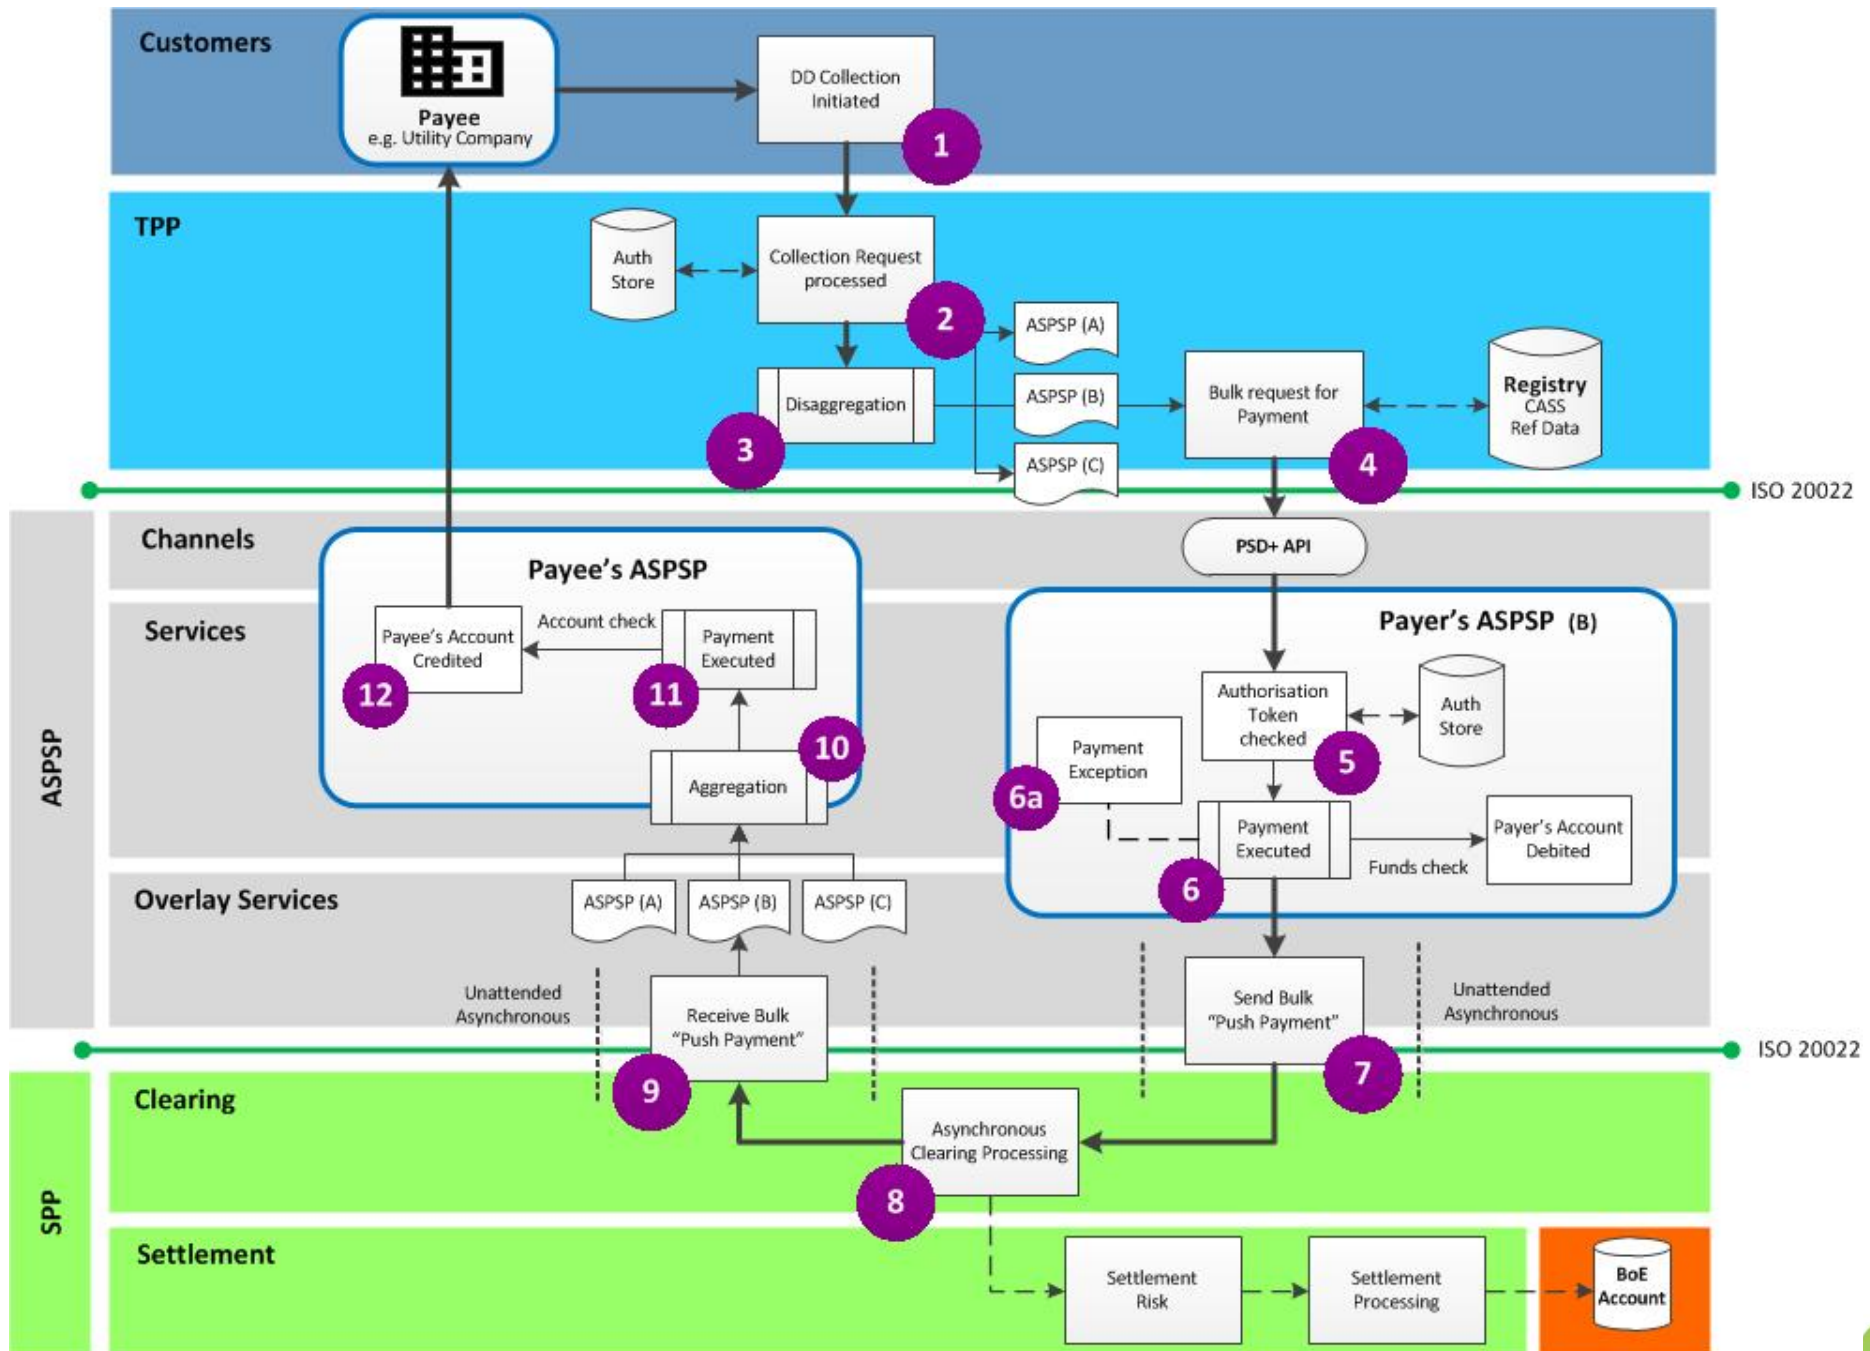 Customers
Payee
e.g. Utility Company
DD Collection
Initiated
1
TPP
Auth
Store
Collection Request
processed
2
ASPSP (A)
Disaggregation
3
ASPSP (B)
ASPSP (C)
Bulk request for
Payment
4
Registry
CASS
Ref Data
ISO 20022
ASPSP
Channels
PSD+ API
Payee's ASPSP
Services
Payee's Account
Credited
12
Account check
Payment
Executed
11
10
Aggregation
Payer's ASPSP (B)
Authorisation
Token
checked
5
Auth
Store
Payment
Exception
6a
Payment
Executed
6
Funds check
Payer's Account
Debited
Overlay Services
ASPSP (A)
ASPSP (B)
ASPSP (C)
Unattended
Asynchronous
Receive Bulk
“Push Payment”
9
Send Bulk
“Push Payment”
7
Unattended
Asynchronous
ISO 20022
SPP
Clearing
Asynchronous
Clearing Processing
8
Settlement
Settlement
Risk
Settlement
Processing
BoE
Account